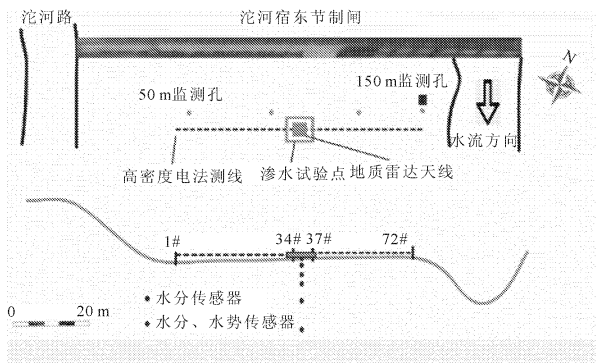 沱河路
沱河宿东节制闸
N
50 m监测孔
150 m监测孔
水流方向
高密度电法测线
渗水试验点
地质雷达天线
1#
34#
37#
72#
0
20 m
水分传感器
水分、水势传感器